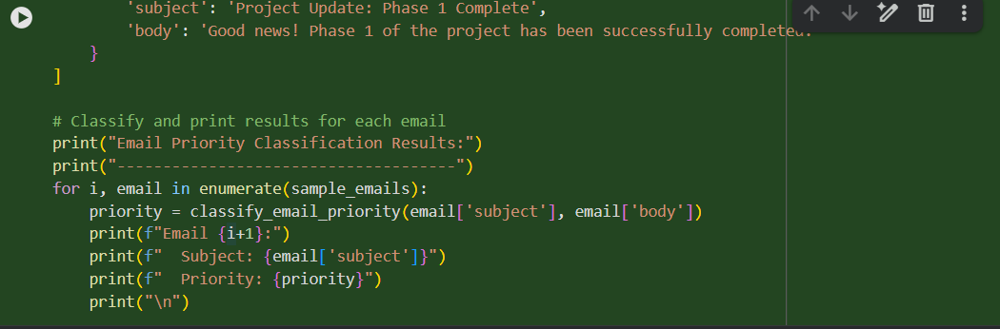 'subject': 'Project Update: Phase 1 Complete',
'body': 'Good news! Phase 1 of the project has been successfully completed.
}
]
# Classify and print results for each email
print("Email Priority Classification Results:")
print("-------------------------------------")
for i, email in enumerate(sample_emails):
priority = classify_email_priority(email['subject'], email['body'])
print(f"Email {i+1}:")
print(f"  Subject: {email['subject']}")
print(f"  Priority: {priority}")
print("\n")